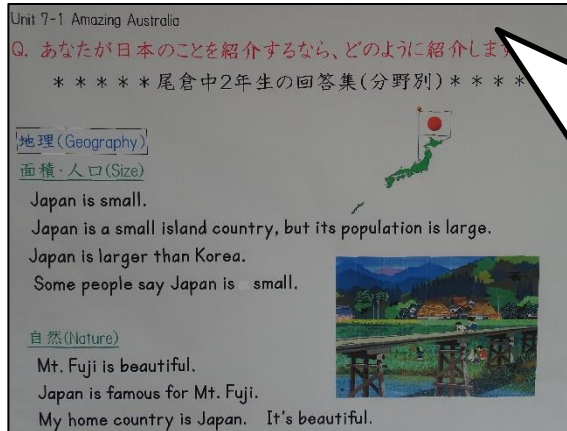 Unit 7-1 Amazing Australia
Q. あなたが日本のことを紹介するなら、どのように紹介します
*****尾倉中2年生の回答集(分野別)****
地理(Geography)
面積・人口(Size)
Japan is small.
Japan is a small island country, but its population is large.
Japan is larger than Korea.
Some people say Japan is small.
自然(Nature)
Mt. Fuji is beautiful.
Japan is famous for Mt. Fuji.
My home country is Japan. It's beautiful.